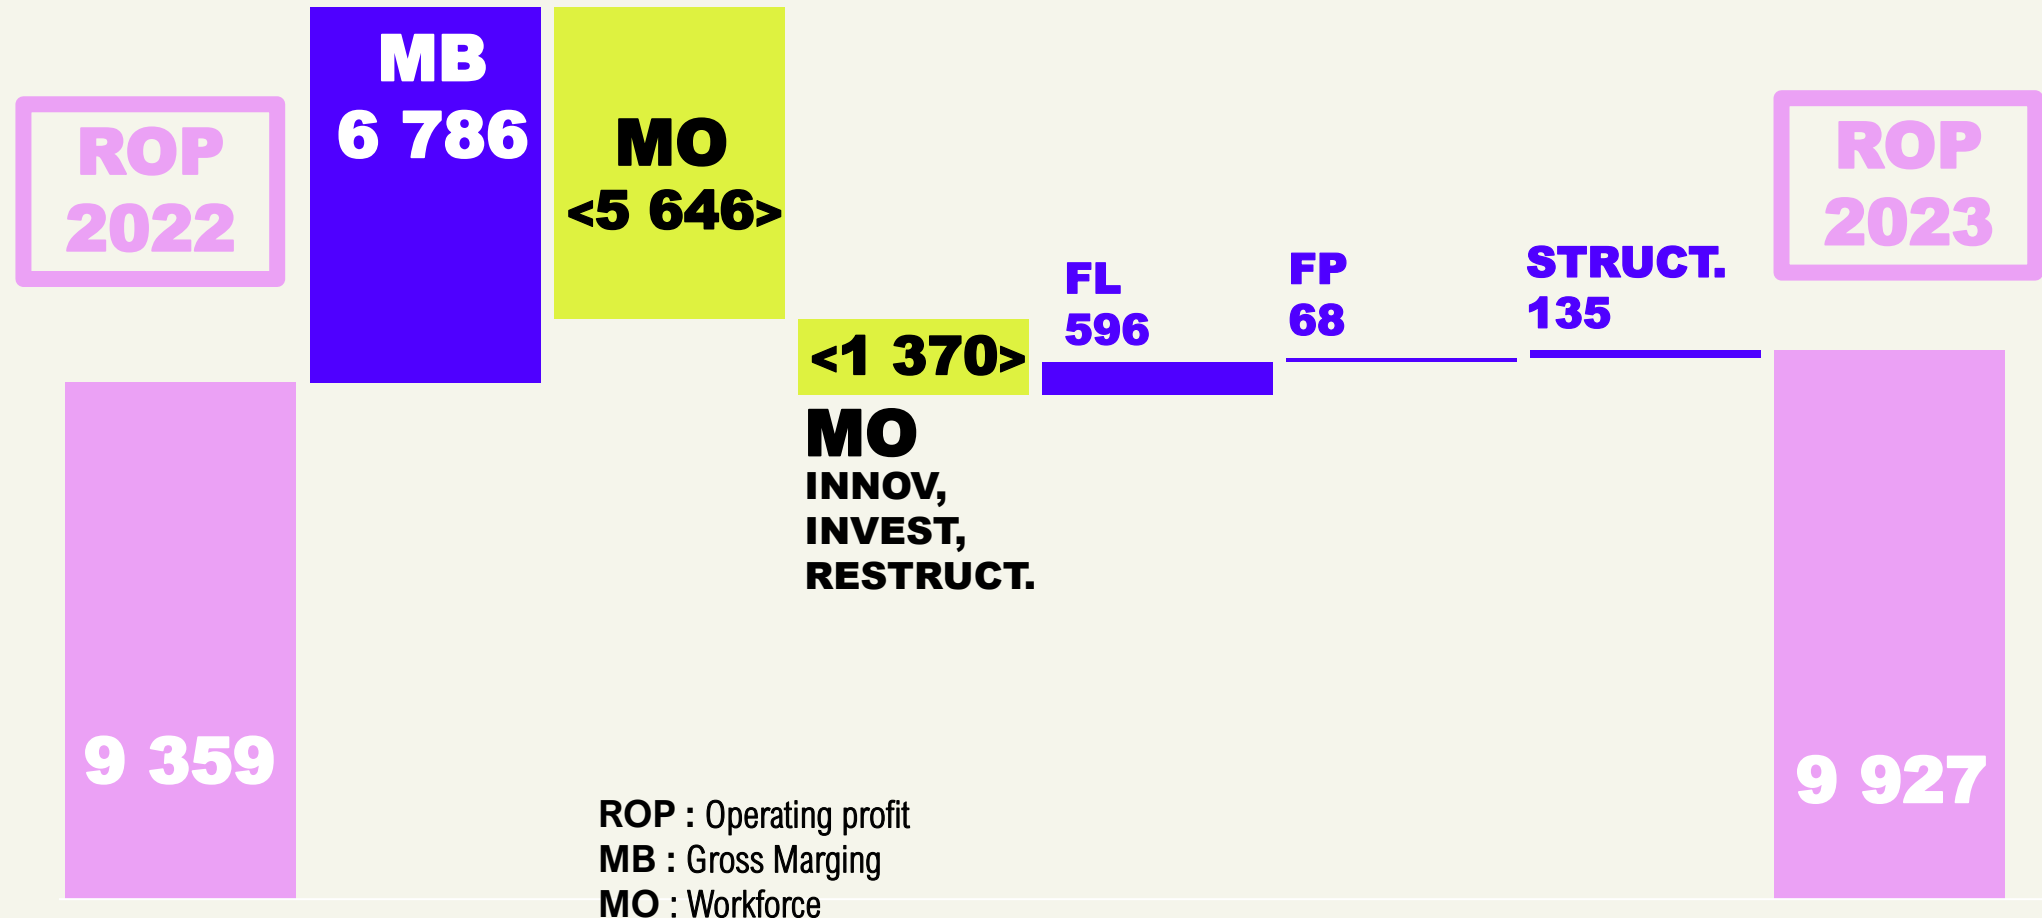 ROP
2022
9 359
MB
6 786
MO
<5 646>
<1 370>
MO
INNOV,
INVEST,
RESTRUCT.
FL
596
FP
68
STRUCT.
135
ROP
2023
9 927
ROP : Operating profit
MB : Gross Marging
MO : Workforce